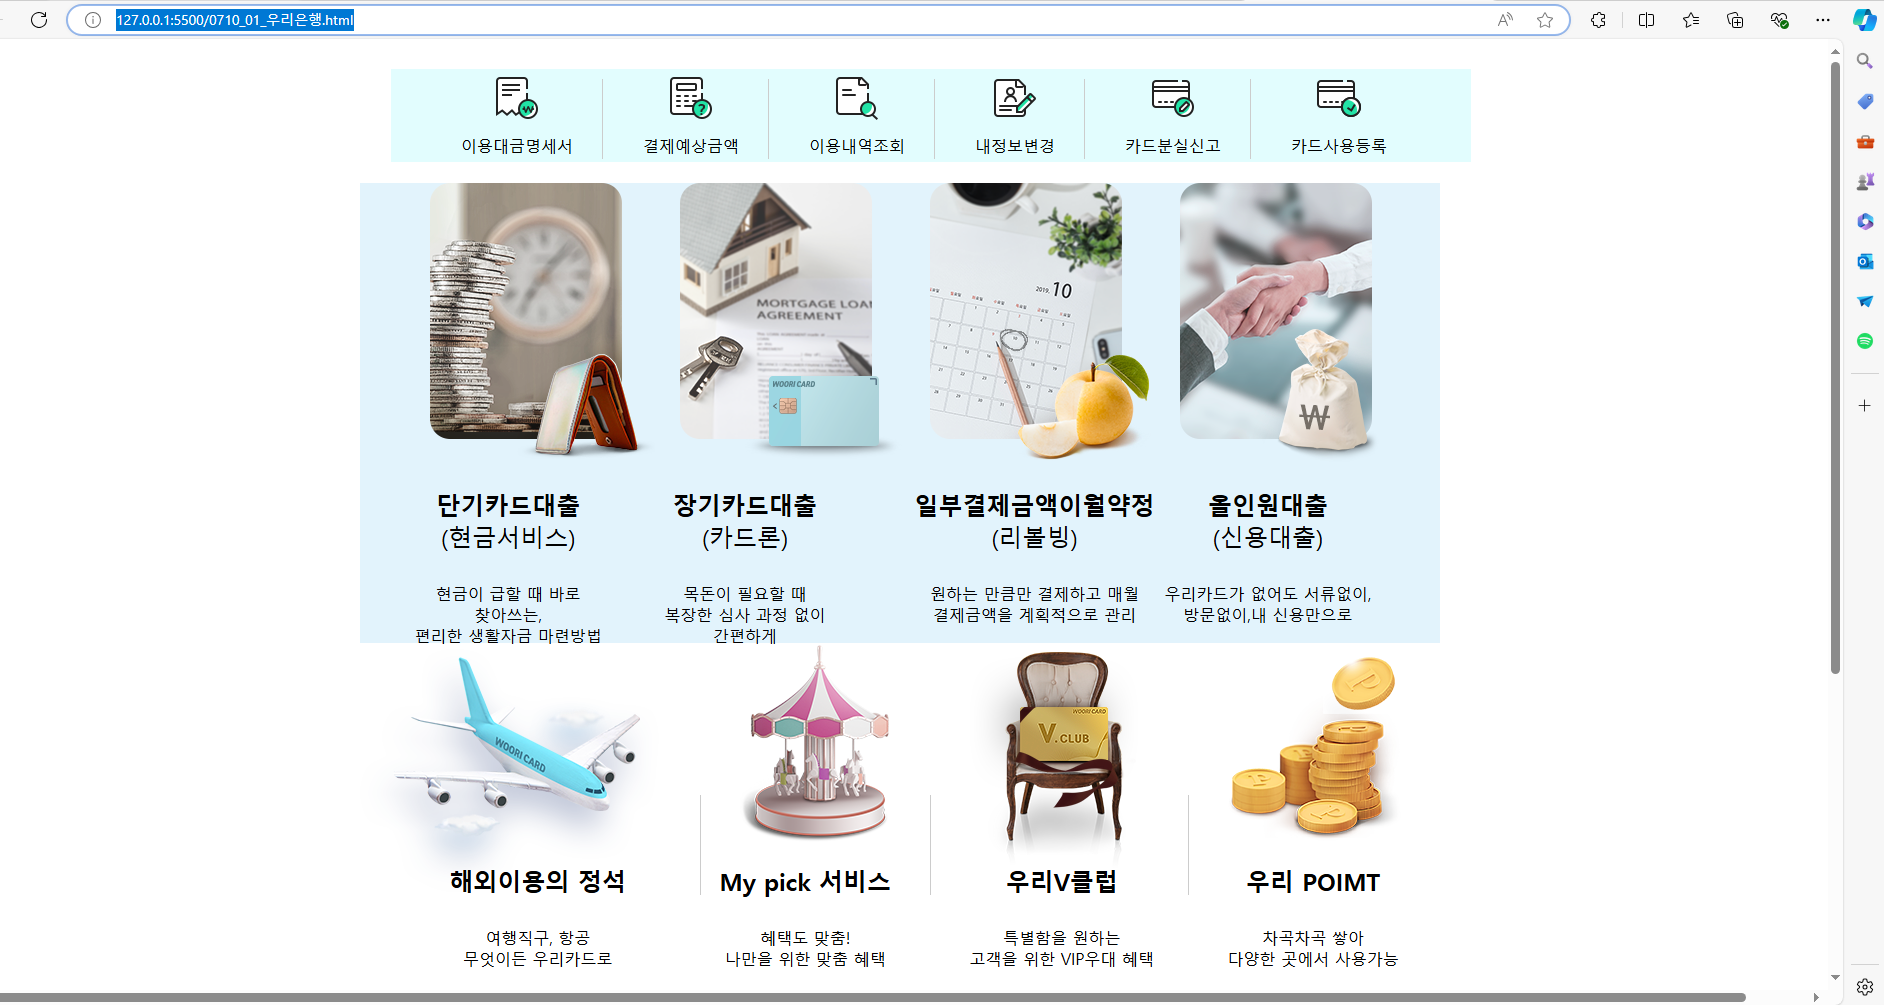 127.0.0.1:5500/0710_01_우리은행.html
이용대금명세서
결제예상금액
이용내역조회
내정보변경
카드분실신고
카드사용등록
MORTGAGE LOAN
AGREEMENT
WOORI CARD
2019. 10
₩
단기카드대출
(현금서비스)
장기카드대출
(카드론)
일부결제금액이월약정
(리볼빙)
올인원대출
(신용대출)
현금이 급할 때 바로
찾아쓰는,
편리한 생활자금 마련방법
목돈이 필요할 때
복장한 심사 과정 없이
간편하게
원하는 만큼만 결제하고 매월
결제금액을 계획적으로 관리
우리카드가 없어도 서류없이,
방문없이,내 신용만으로
WOORI CARD
WOORI CARD
V.CLUB
해외이용의 정석
My pick 서비스
우리V클럽
우리 POIMT
여행직구, 항공
무엇이든 우리카드로
혜택도 맞춤!
나만을 위한 맞춤 혜택
특별함을 원하는
고객을 위한 VIP우대 혜택
차곡차곡 쌓아
다양한 곳에서 사용가능